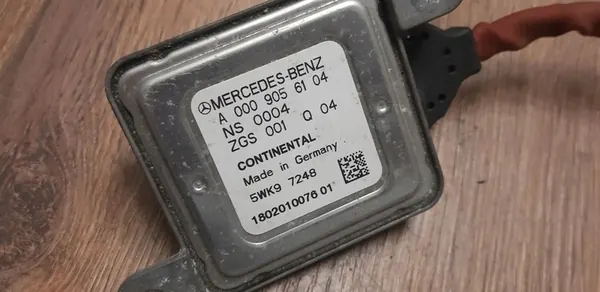 MERCEDES-BENZ
A 000 905 61 04
NS 0004
ZGS 001 Q 04
CONTINENTAL
Made in Germany
5WK9 7248
1802010076 01